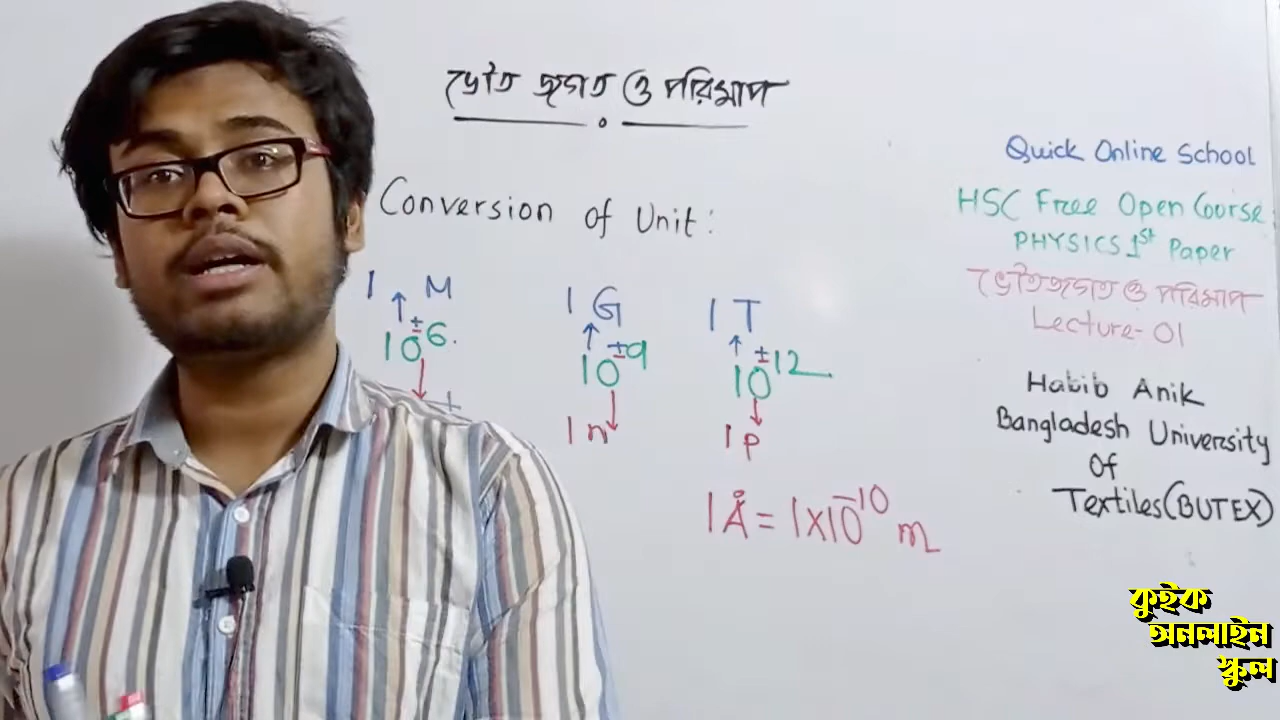 ভৌত জগত ও পরিমাপ
Conversion of Unit:
1 M
10±6
1 G
10±9
1 n
1 T
10±12
1 p
1 Å = 1×10−10 m
Quick Online School
HSC Free Open Course
PHYSICS 1st Paper
ভৌতজগত ও পরিমাপ
Lecture-01
Habib Anik
Bangladesh University
Of
Textiles(BUTEX)
কুইক
অনলাইন
স্কুল